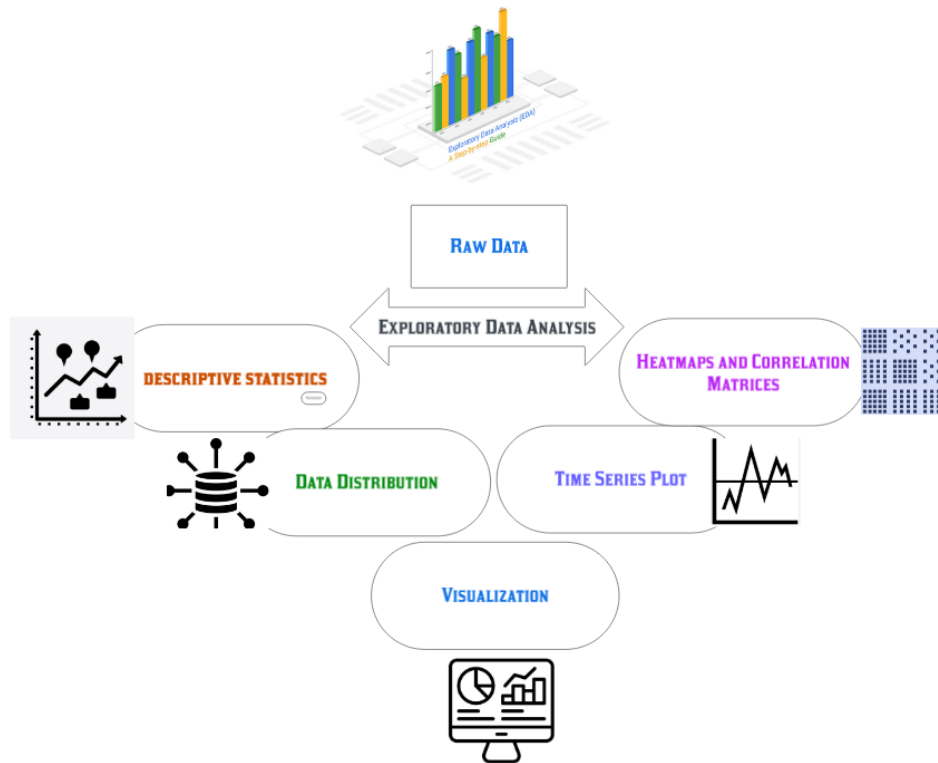 Exploratory Data Analysis (EDA)
A Step-by-step Guide
RAW DATA
EXPLORATORY DATA ANALYSIS
DESCRIPTIVE STATISTICS
HEATMAPS AND CORRELATION
MATRICES
DATA DISTRIBUTION
TIME SERIES PLOT
VISUALIZATION